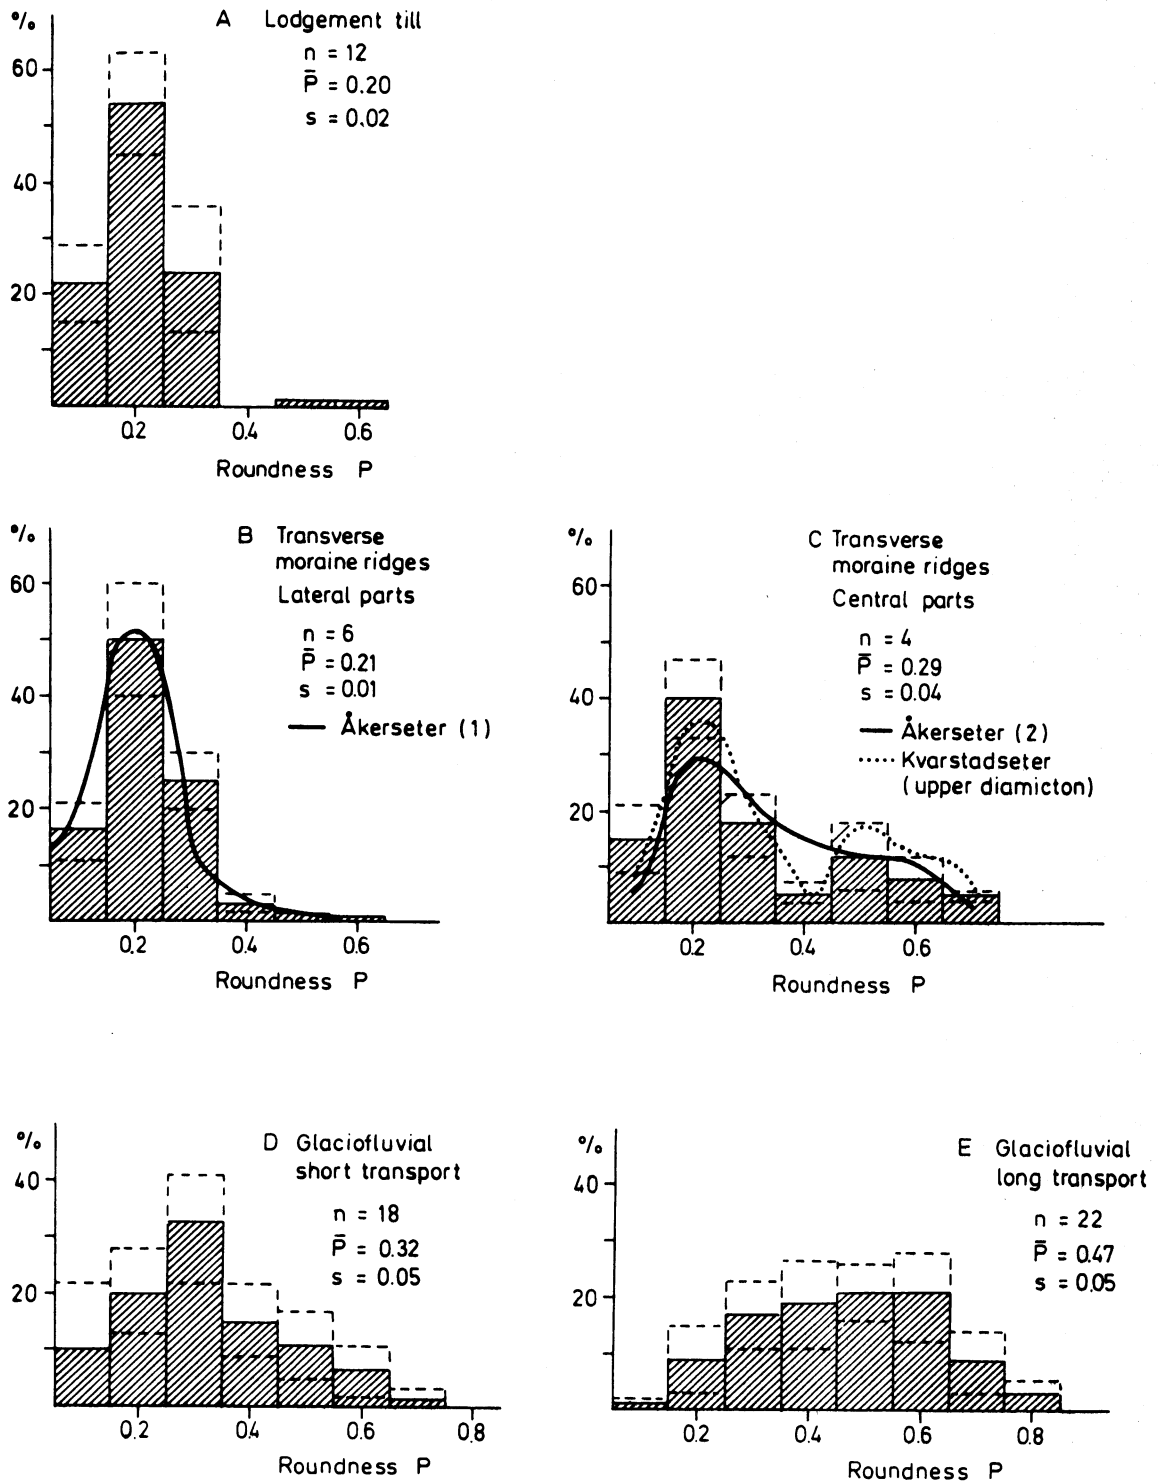 %
A Lodgement till
n = 12
P̄ = 0.20
s = 0.02
60
40
20
0.2 0.4 0.6
Roundness P
%
B Transverse
moraine ridges
Lateral parts
n = 6
P̄ = 0.21
s = 0.01
Åkerseter (1)
60
40
20
0.2 0.4 0.6
Roundness P
%
C Transverse
moraine ridges
Central parts
n = 4
P̄ = 0.29
s = 0.04
Åkerseter (2)
Kvarstadseter
(upper diamicton)
60
40
20
0.2 0.4 0.6
Roundness P
%
D Glaciofluvial
short transport
n = 18
P̄ = 0.32
s = 0.05
40
20
0.2 0.4 0.6 0.8
Roundness P
%
E Glaciofluvial
long transport
n = 22
P̄ = 0.47
s = 0.05
40
20
0.2 0.4 0.6 0.8
Roundness P